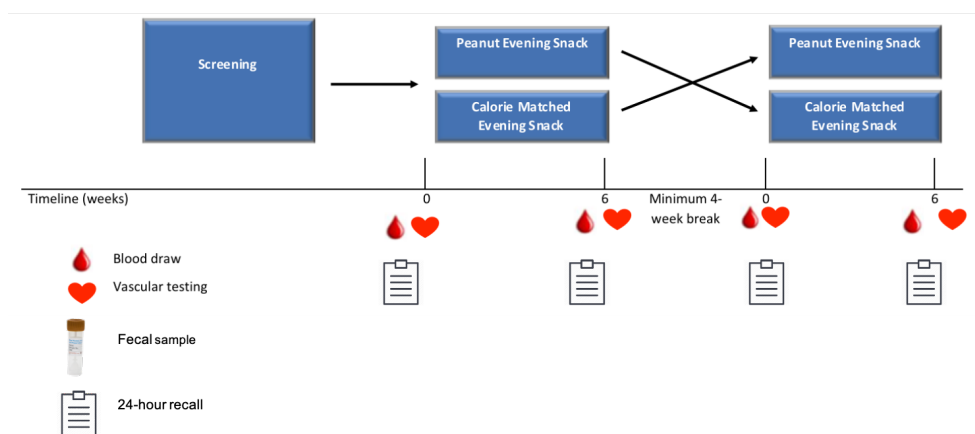 Screening
Peanut Evening Snack
Calorie Matched
Evening Snack
Peanut Evening Snack
Calorie Matched
Evening Snack
Timeline (weeks)
0
6
Minimum 4-
week break
0
6
Blood draw
Vascular testing
Fecal sample
24-hour recall